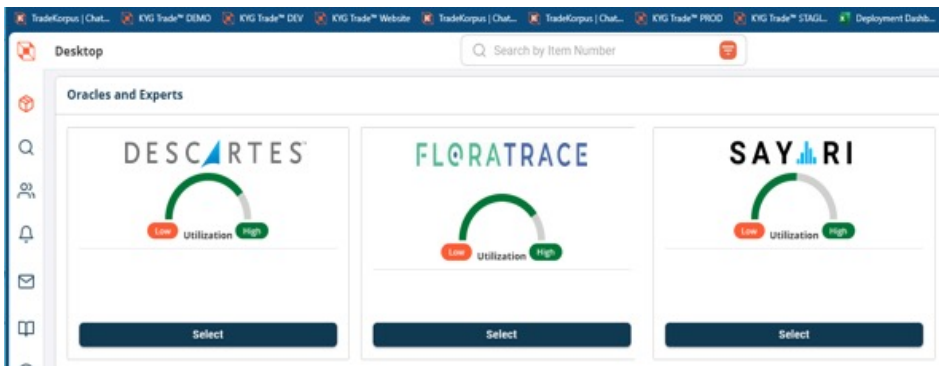 TradeKorpus | Chat... KYG Trade™ DEMO KYG Trade™ DEV KYG Trade™ Website TradeKorpus | Chat... TradeKorpus | Chat... KYG Trade™ PROD KYG Trade™ STAGI... Deployment Dashb...
Desktop Search by Item Number
Oracles and Experts
DESCARTES FLORATRACE SAYARI
Low Utilization High Low Utilization High Low Utilization High
Select Select Select